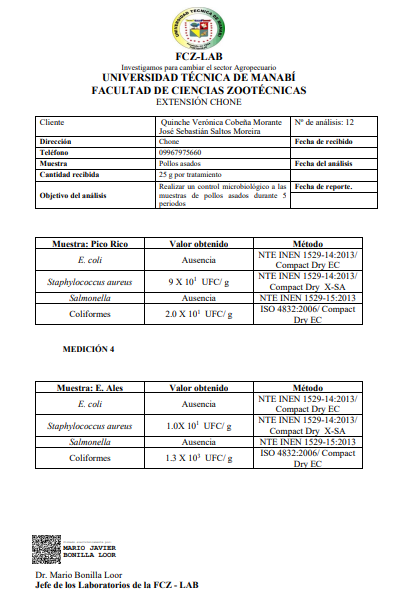 FCZ-LAB
Investigamos para cambiar el sector Agropecuario
UNIVERSIDAD TÉCNICA DE MANABÍ
FACULTAD DE CIENCIAS ZOOTÉCNICAS
EXTENSIÓN CHONE
Cliente Quinche Verónica Cobeña Morante Nº de análisis: 12
José Sebastián Saltos Moreira
Dirección Chone Fecha de recibido
Teléfono 09967975660
Muestra Pollos asados Fecha del análisis
Cantidad recibida 25 g por tratamiento
Objetivo del análisis Realizar un control microbiológico a las Fecha de reporte.
muestras de pollos asados durante 5
periodos
Muestra: Pico Rico Valor obtenido Método
E. coli Ausencia NTE INEN 1529-14:2013/
Compact Dry EC
Staphylococcus aureus 9 X 10¹ UFC/ g NTE INEN 1529-14:2013/
Compact Dry X-SA
Salmonella Ausencia NTE INEN 1529-15:2013
Coliformes 2.0 X 10¹ UFC/ g ISO 4832:2006/ Compact
Dry EC
MEDICIÓN 4
Muestra: E. Ales Valor obtenido Método
E. coli Ausencia NTE INEN 1529-14:2013/
Compact Dry EC
Staphylococcus aureus 1.0X 10¹ UFC/ g NTE INEN 1529-14:2013/
Compact Dry X-SA
Salmonella Ausencia NTE INEN 1529-15:2013
Coliformes 1.3 X 10³ UFC/ g ISO 4832:2006/ Compact
Dry EC
MARIO JAVIER
BONILLA LOOR
Dr. Mario Bonilla Loor
Jefe de los Laboratorios de la FCZ - LAB